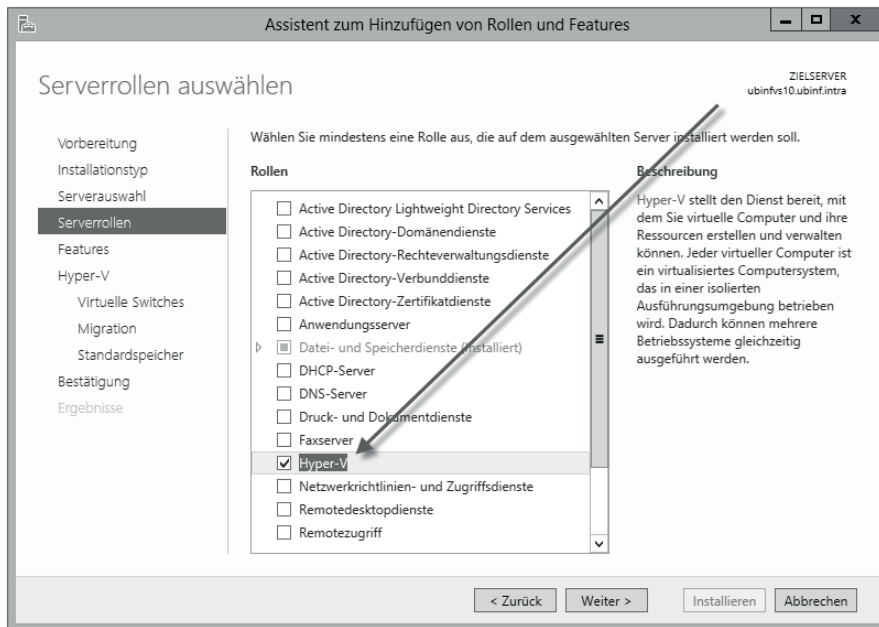 Assistent zum Hinzufügen von Rollen und Features
Serverrollen auswählen
ZIELSERVER
ubinfvs10.ubinf.intra
Vorbereitung
Installationstyp
Serverauswahl
Serverrollen
Features
Hyper-V
Virtuelle Switches
Migration
Standardspeicher
Bestätigung
Ergebnisse
Wählen Sie mindestens eine Rolle aus, die auf dem ausgewählten Server installiert werden soll.
Rollen
Active Directory Lightweight Directory Services
Active Directory-Domänendienste
Active Directory-Rechteverwaltungsdienste
Active Directory-Verbunddienste
Active Directory-Zertifikatdienste
Anwendungsserver
Datei- und Speicherdienste (Installiert)
DHCP-Server
DNS-Server
Druck- und Dokumentdienste
Faxserver
Hyper-V
Netzwerkrichtlinien- und Zugriffsdienste
Remotedesktopdienste
Remotezugriff
Beschreibung
Hyper-V stellt den Dienst bereit, mit
dem Sie virtuelle Computer und ihre
Ressourcen erstellen und verwalten
können. Jeder virtueller Computer ist
ein virtualisiertes Computersystem,
das in einer isolierten
Ausführungsumgebung betrieben
wird. Dadurch können mehrere
Betriebssysteme gleichzeitig
ausgeführt werden.
< Zurück
Weiter >
Installieren
Abbrechen